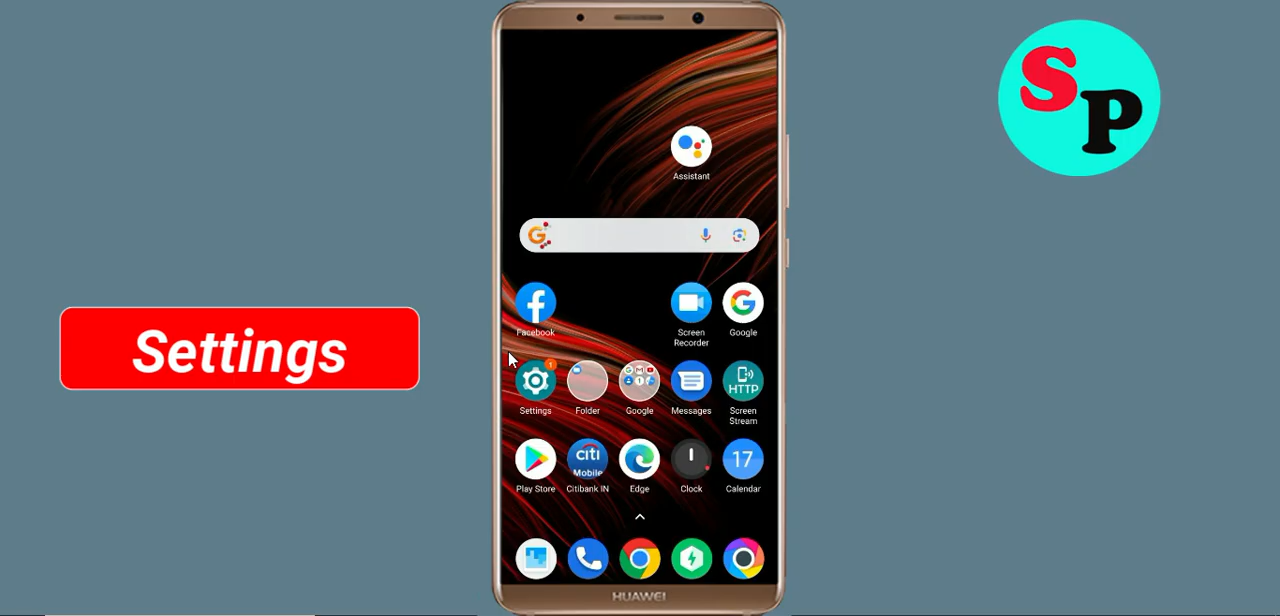 S
P
Assistant
G
Facebook
Screen
Recorder
Google
Settings
1
Settings
Folder
Google
Messages
HTTP
Screen
Stream
citi
Mobile
17
Play Store
Citibank IN
Edge
Clock
Calendar
HUAWEI